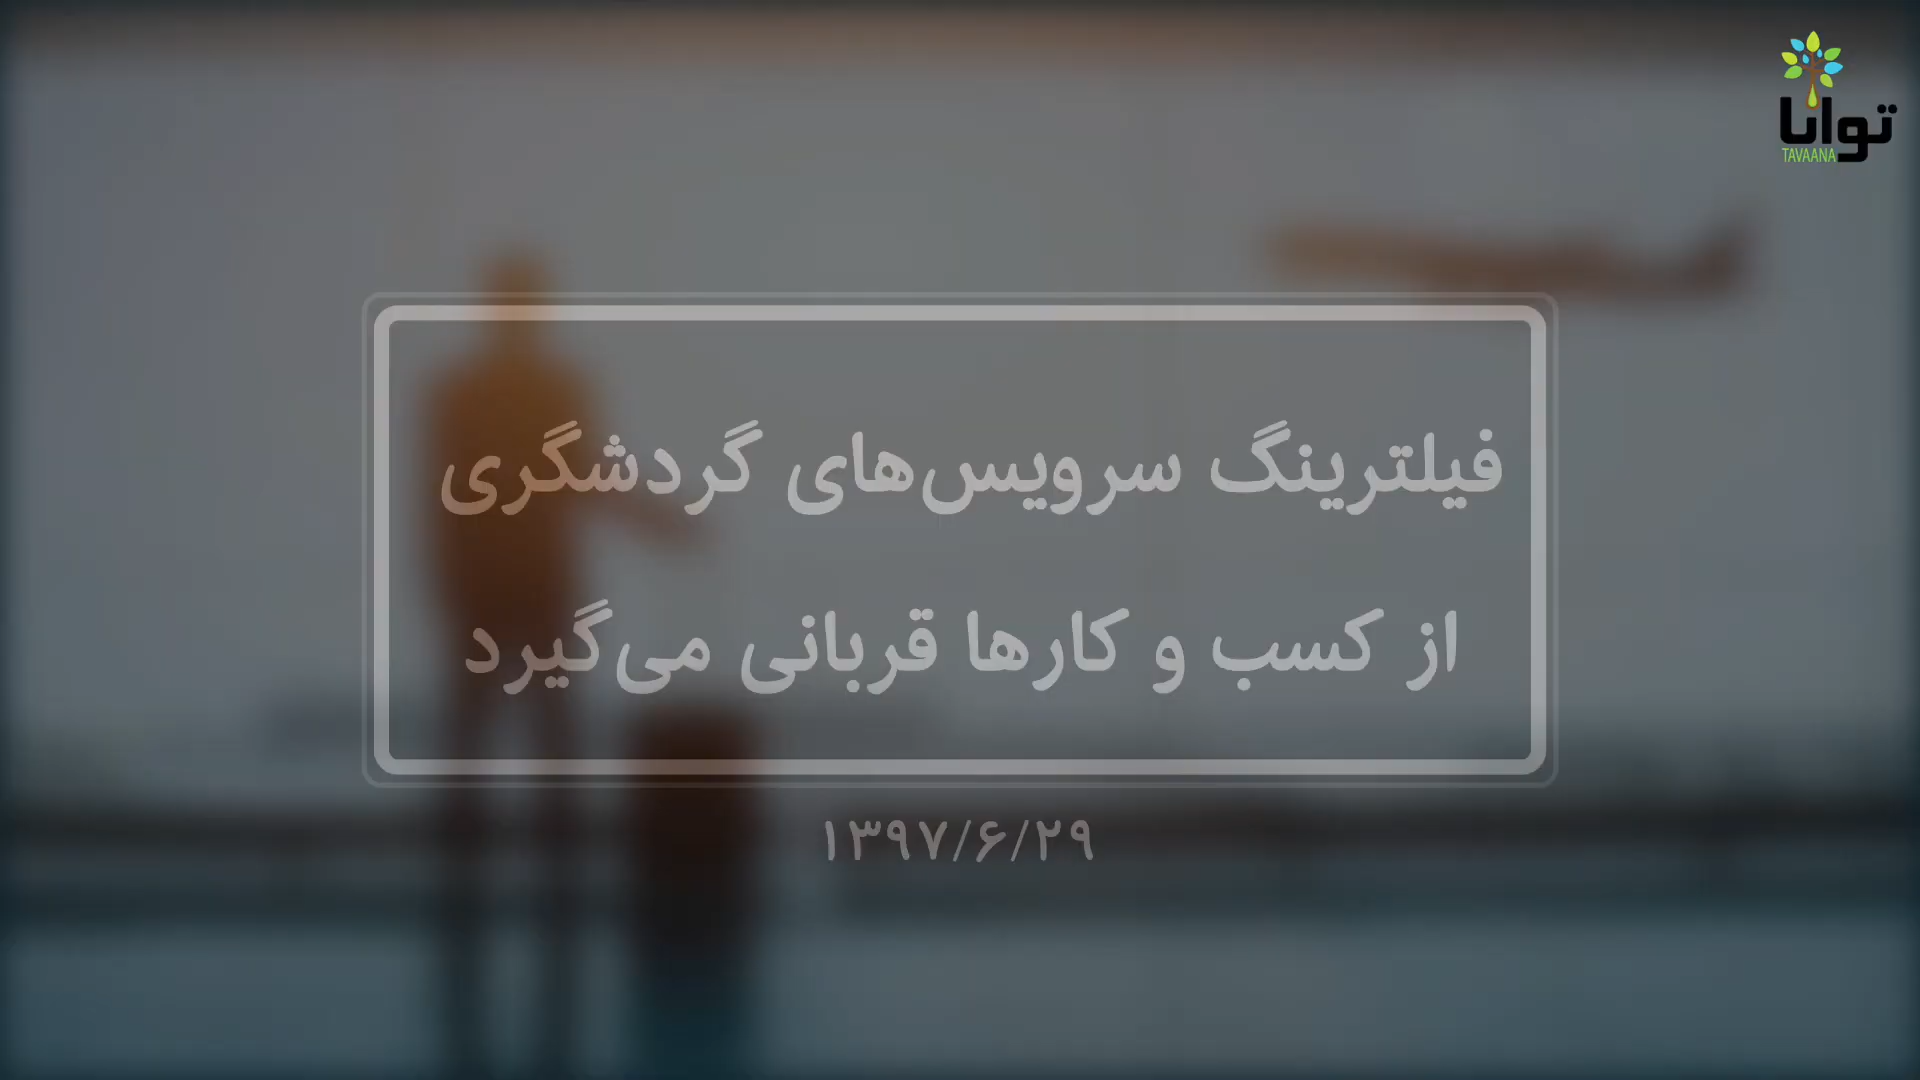 توانا
TAVAANA
فیلترینگ سرویس‌های گردشگری
از کسب و کارها قربانی می‌گیرد
۱۳۹۷/۶/۲۹